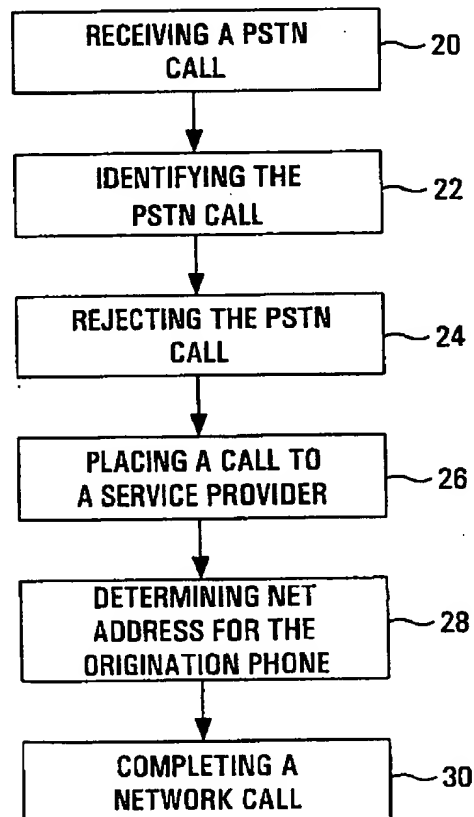 RECEIVING A PSTN
CALL
20
IDENTIFYING THE
PSTN CALL
22
REJECTING THE PSTN
CALL
24
PLACING A CALL TO
A SERVICE PROVIDER
26
DETERMINING NET
ADDRESS FOR THE
ORIGINATION PHONE
28
COMPLETING A
NETWORK CALL
30